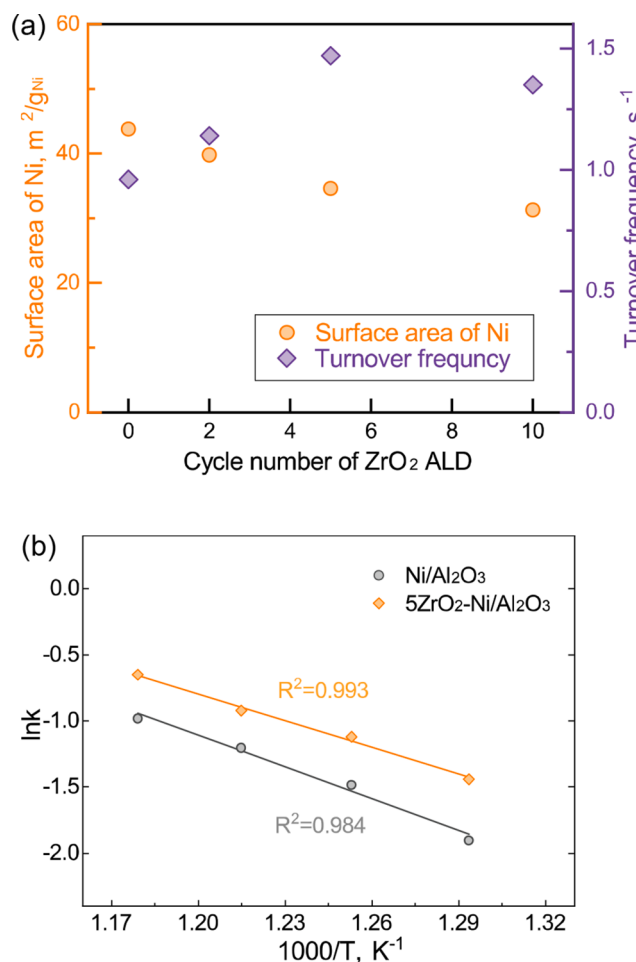 (a)
60
40
20
0
Surface area of Ni, m²/gNi
1.5
1.0
0.5
0.0
Turnover frequency, s⁻¹
Surface area of Ni
Turnover frequncy
0 2 4 6 8 10
Cycle number of ZrO₂ ALD
(b)
0.0
-0.5
-1.0
-1.5
-2.0
lnk
Ni/Al₂O₃
5ZrO₂-Ni/Al₂O₃
R²=0.993
R²=0.984
1.17 1.20 1.23 1.26 1.29 1.32
1000/T, K⁻¹